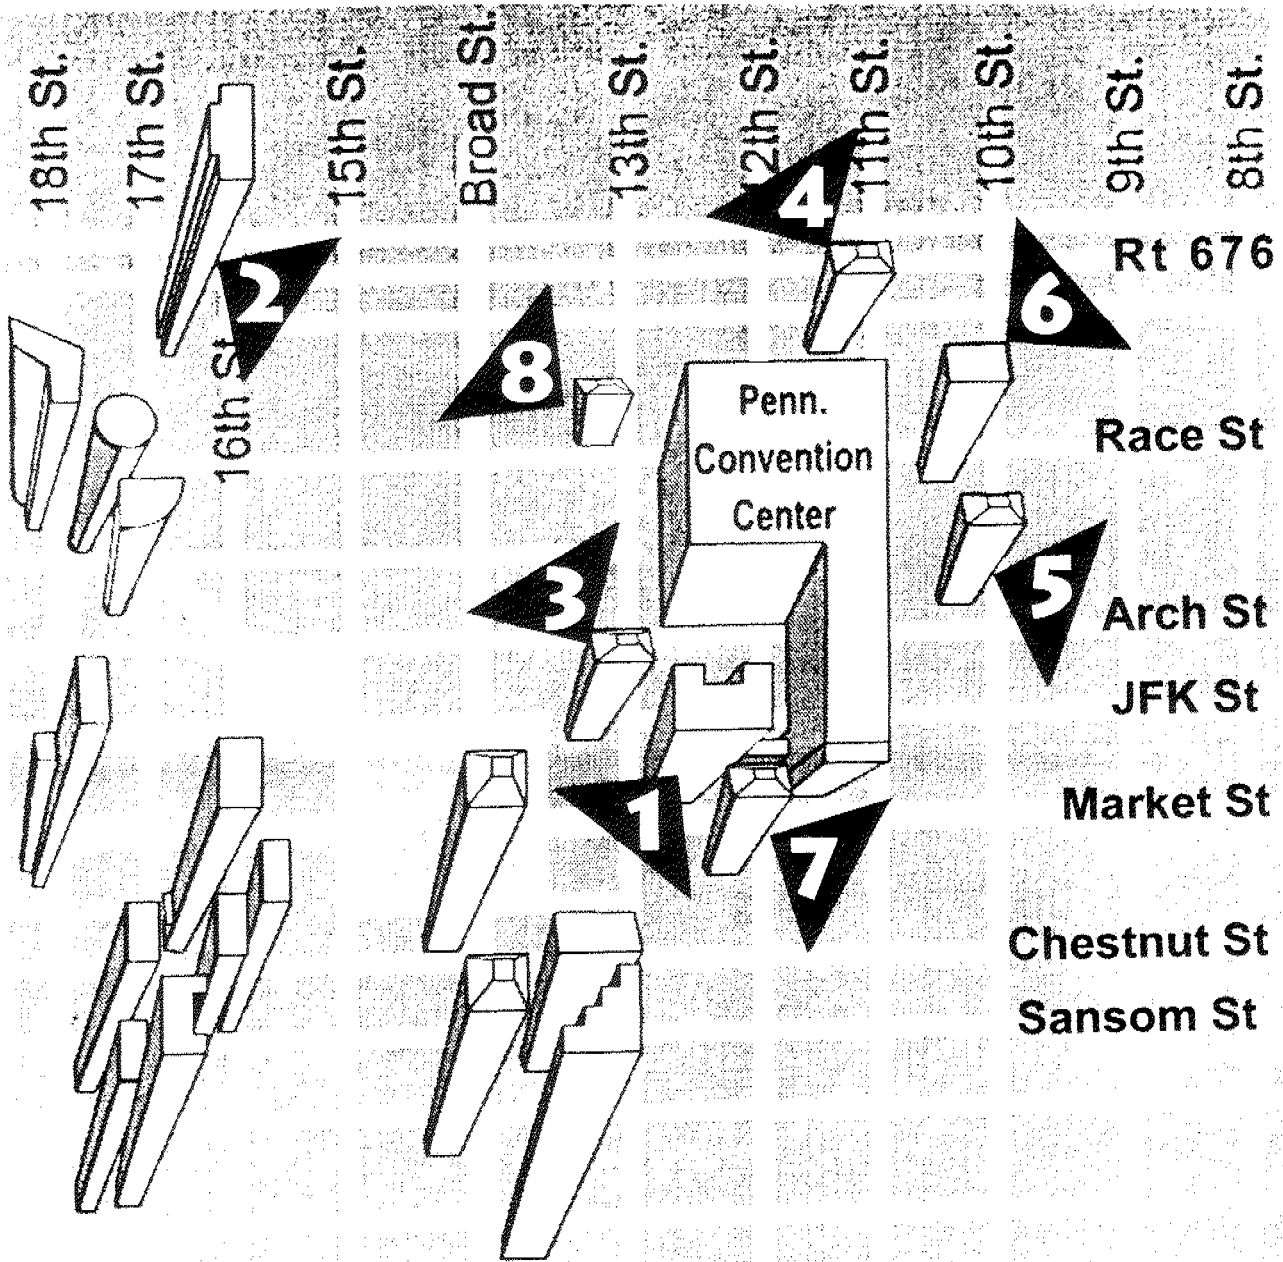 18th St.
17th St.
16th St
15th St.
Broad St.
13th St.
12th St.
11th St.
10th St.
9th St.
8th St.
4
Rt 676
2
6
8
Penn.
Convention
Center
Race St
3
5
Arch St
JFK St
1
Market St
7
Chestnut St
Sansom St